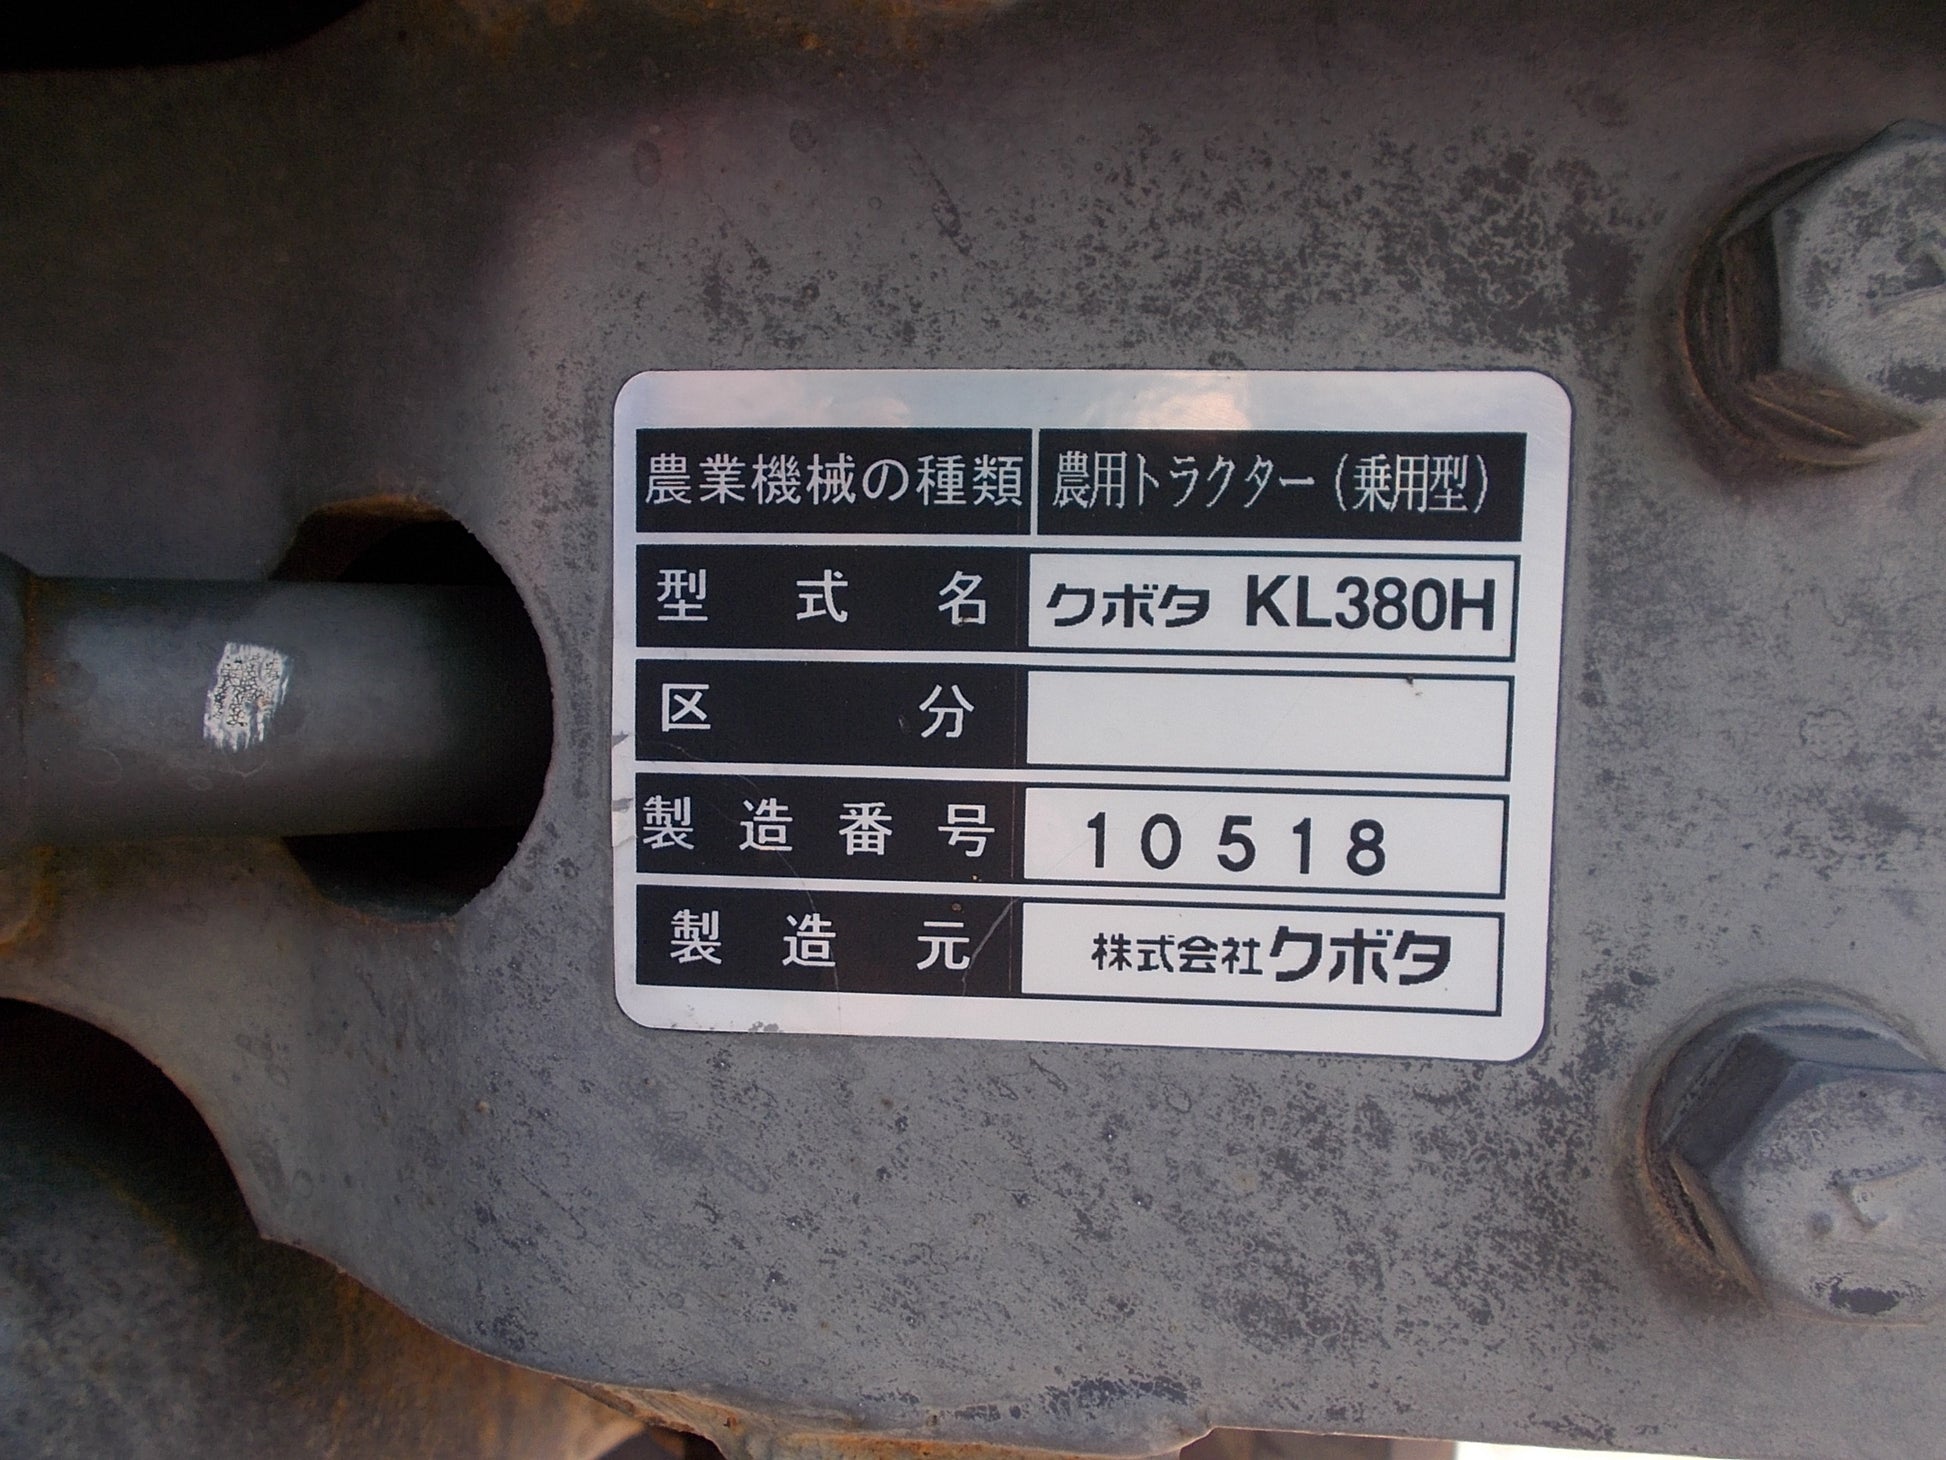 農業機械の種類 農用トラクター(乗用型)
型式名 クボタ KL380H
区分
製造番号 10518
製造元 株式会社クボタ